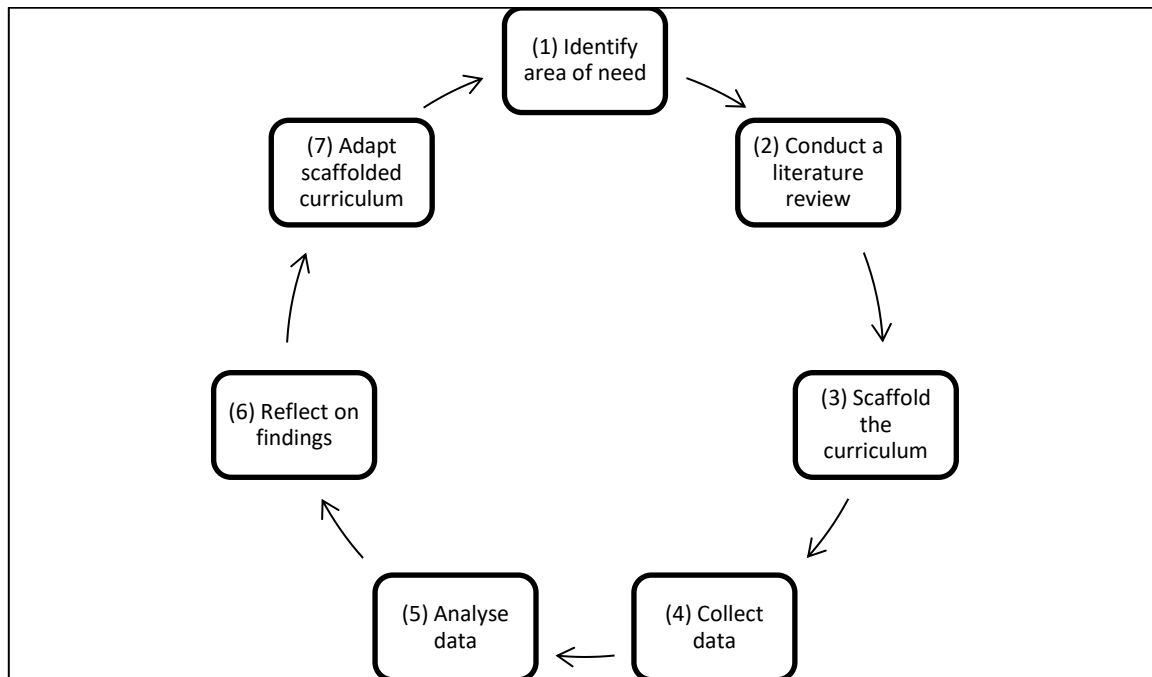 (1) Identify
area of need
(2) Conduct a
literature
review
(3) Scaffold
the
curriculum
(4) Collect
data
(5) Analyse
data
(6) Reflect on
findings
(7) Adapt
scaffolded
curriculum